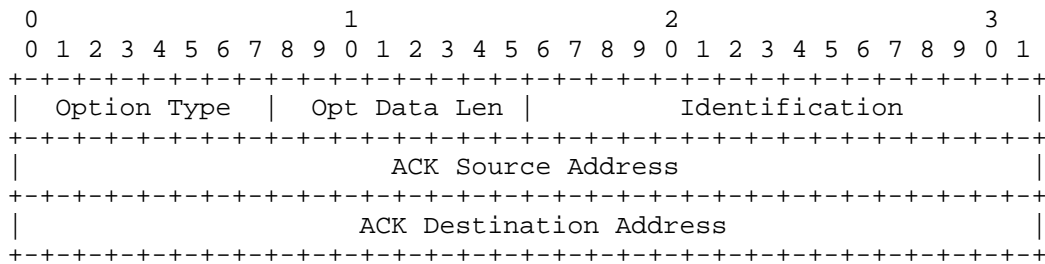 0                   1                   2                   3
 0 1 2 3 4 5 6 7 8 9 0 1 2 3 4 5 6 7 8 9 0 1 2 3 4 5 6 7 8 9 0 1
+-+-+-+-+-+-+-+-+-+-+-+-+-+-+-+-+-+-+-+-+-+-+-+-+-+-+-+-+-+-+-+-+
|  Option Type  |  Opt Data Len |         Identification        |
+-+-+-+-+-+-+-+-+-+-+-+-+-+-+-+-+-+-+-+-+-+-+-+-+-+-+-+-+-+-+-+-+
|                       ACK Source Address                      |
+-+-+-+-+-+-+-+-+-+-+-+-+-+-+-+-+-+-+-+-+-+-+-+-+-+-+-+-+-+-+-+-+
|                     ACK Destination Address                   |
+-+-+-+-+-+-+-+-+-+-+-+-+-+-+-+-+-+-+-+-+-+-+-+-+-+-+-+-+-+-+-+-+